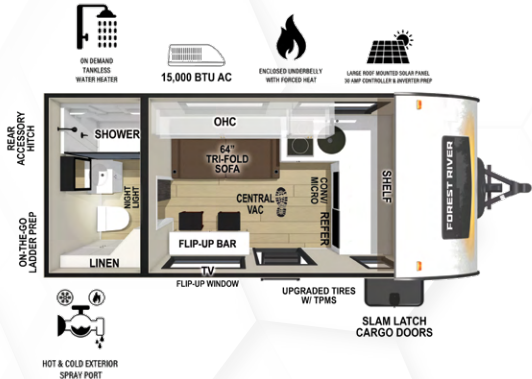 ON DEMAND
TANKLESS
WATER HEATER
15,000 BTU AC
ENCLOSED UNDERBELLY
WITH FORCED HEAT
LARGE ROOF MOUNTED SOLAR PANEL
30 AMP CONTROLLER & INVERTER PREP
REAR
ACCESSORY
HITCH
ON-THE-GO
LADDER PREP
SHOWER
NIGHT
LIGHT
LINEN
OHC
64"
TRI-FOLD
SOFA
CENTRAL
VAC
CONV/
MICRO
REFER
SHELF
FOREST RIVER
FLIP-UP BAR
TV
FLIP-UP WINDOW
UPGRADED TIRES
W/ TPMS
SLAM LATCH
CARGO DOORS
HOT & COLD EXTERIOR
SPRAY PORT